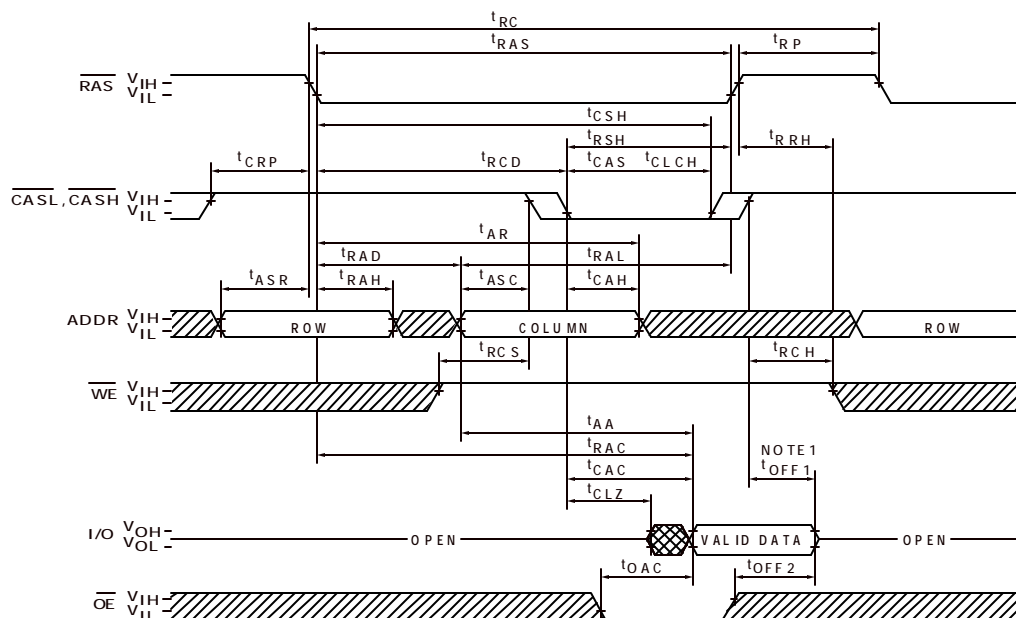 tRC
tRAS tRP
RAS VIH
VIL
tCSH
tRSH tRRH
tCRP tRCD tCAS tCLCH
CASL, CASH VIH
VIL
tAR
tRAD tRAL
tASR tRAH tASC tCAH
ADDR VIH
VIL
ROW COLUMN ROW
tRCS tRCH
WE VIH
VIL
tAA
tRAC NOTE1
tCAC tOFF1
tCLZ
I/O VOH
VOL
OPEN VALID DATA OPEN
tOAC tOFF2
OE VIH
VIL